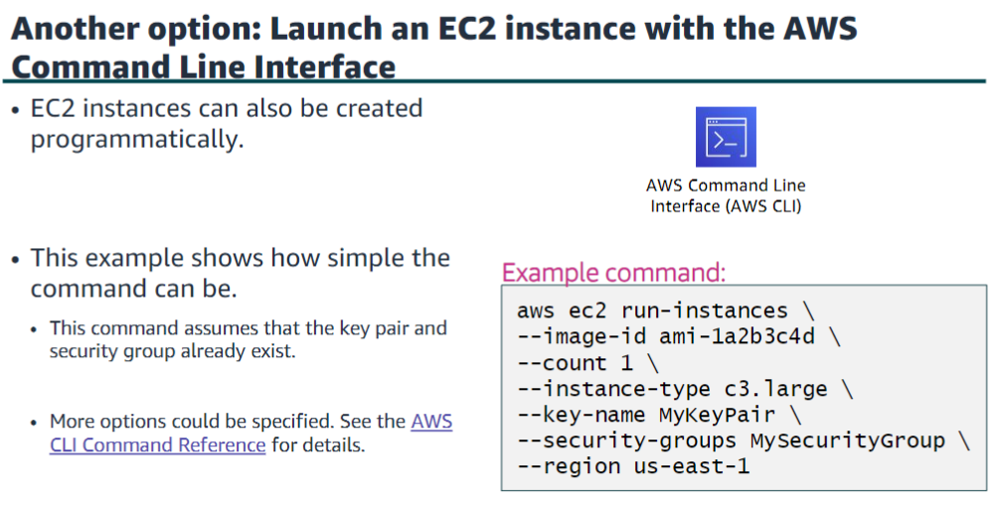 Another option: Launch an EC2 instance with the AWS
Command Line Interface
• EC2 instances can also be created
programmatically.
AWS Command Line
Interface (AWS CLI)
• This example shows how simple the
command can be.
• This command assumes that the key pair and
security group already exist.
• More options could be specified. See the AWS
CLI Command Reference for details.
Example command:
aws ec2 run-instances \
--image-id ami-1a2b3c4d \
--count 1 \
--instance-type c3.large \
--key-name MyKeyPair \
--security-groups MySecurityGroup \
--region us-east-1